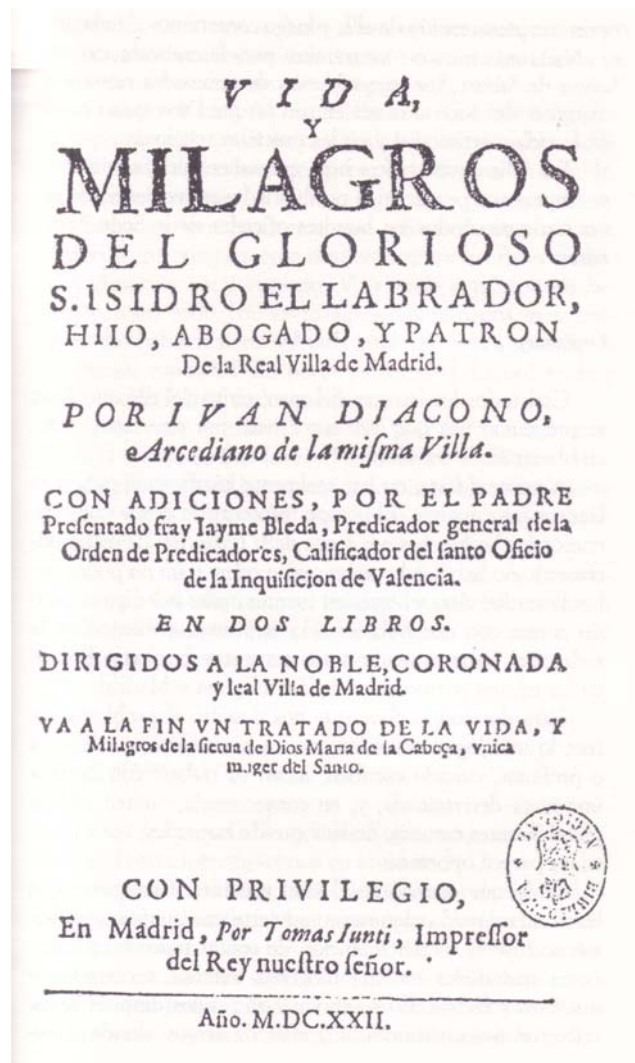 VIDA,
Y
MILAGROS
DEL GLORIOSO
S. ISIDRO EL LABRADOR,
HIIO, ABOGADO, Y PATRON
De la Real Villa de Madrid.
POR IVAN DIACONO,
Arcediano de la miſma Villa.
CON ADICIONES, POR EL PADRE
Preſentado fray Iayme Bleda, Predicador general de la
Orden de Predicadores, Calificador del ſanto Oficio
de la Inquiſicion de Valencia.
EN DOS LIBROS.
DIRIGIDOS A LA NOBLE, CORONADA
y leal Villa de Madrid.
VA A LA FIN VN TRATADO DE LA VIDA, Y
Milagros de la ſierua de Dios Maria de la Cabeça, vnica
muger del Santo.
CON PRIVILEGIO,
En Madrid, Por Tomas Iunti, Impreſſor
del Rey nueſtro ſeñor.
Año. M.DC.XXII.